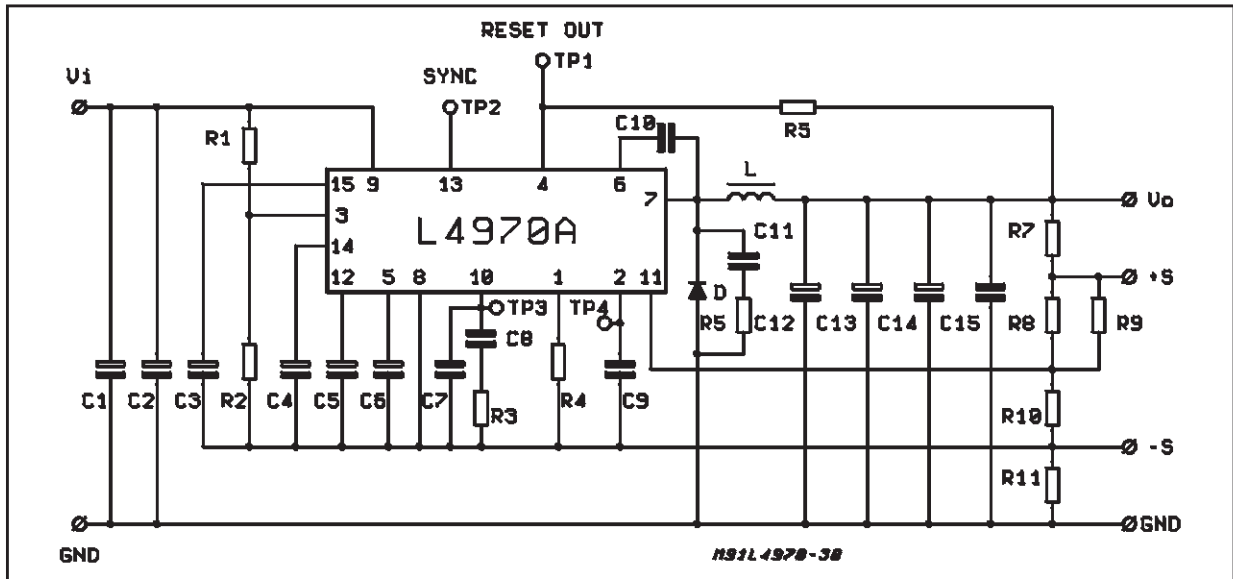 RESET OUT
TP1
Vi
SYNC
TP2
C10
R5
R1
L
15 9 13 4 6
7
Vo
3
L4970A
C11
R7
14
+S
12 5 8 10 1 2 11
TP3
TP4
D
C8
R5
C12
C13
C14
C15
R8
R9
C1
C2
C3
R2
C4
C5
C6
C7
R3
R4
C9
R10
-S
R11
GND
GND
M91L4970-30